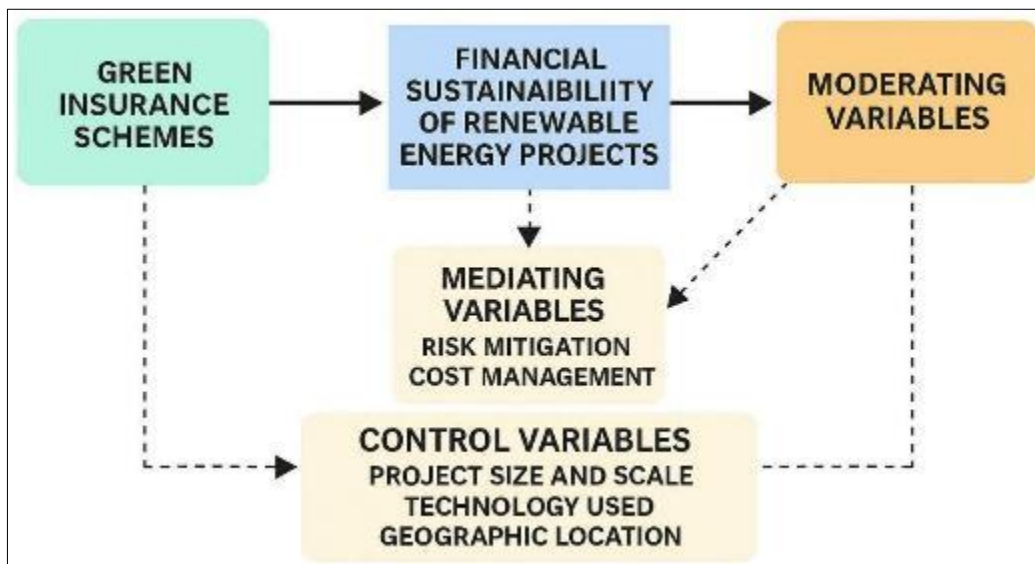 GREEN
INSURANCE
SCHEMES
FINANCIAL
SUSTAINAIBILIITY
OF RENEWABLE
ENERGY PROJECTS
MODERATING
VARIABLES
MEDIATING
VARIABLES
RISK MITIGATION
COST MANAGEMENT
CONTROL VARIABLES
PROJECT SIZE AND SCALE
TECHNOLOGY USED
GEOGRAPHIC LOCATION